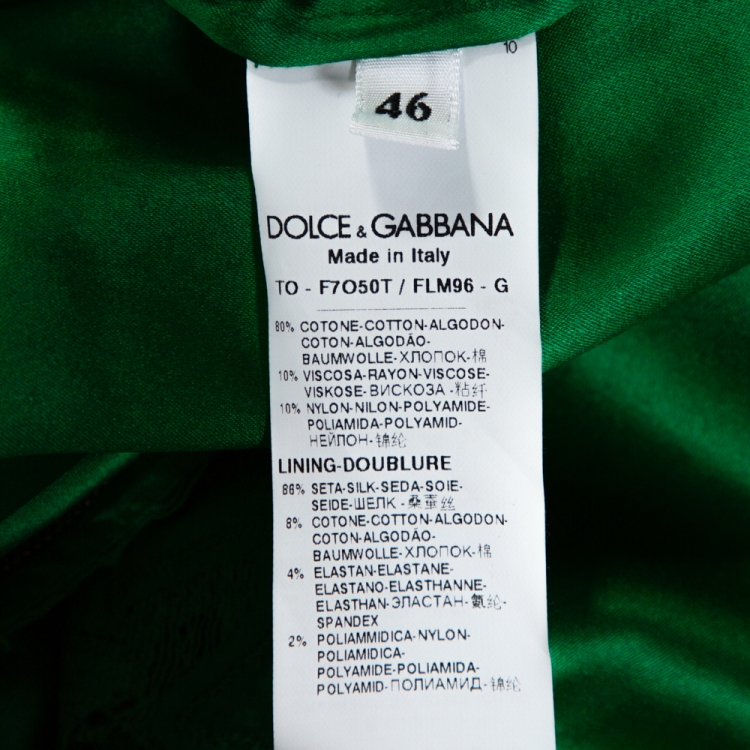 10
46
DOLCE & GABBANA
Made in Italy
TO - F7O50T / FLM96 - G
80% COTONE-COTTON-ALGODON-
COTON-ALGODÃO-
BAUMWOLLE-ХЛОПОК-棉
10% VISCOSA-RAYON-VISCOSE-
VISKOSE-ВИСКОЗА-粘纤
10% NYLON-NILON-POLYAMIDE-
POLIAMIDA-POLYAMID-
НЕЙЛОН-锦纶
LINING-DOUBLURE
86% SETA-SILK-SEDA-SOIE-
SEIDE-ШЕЛК-桑蚕丝
8% COTONE-COTTON-ALGODON-
COTON-ALGODÃO-
BAUMWOLLE-ХЛОПОК-棉
4% ELASTAN-ELASTANE-
ELASTANO-ELASTHANNE-
ELASTHAN-ЭЛАСТАН-氨纶-
SPANDEX
2% POLIAMMIDICA-NYLON-
POLIAMIDICA-
POLYAMIDE-POLIAMIDA-
POLYAMID-ПОЛИАМИД-锦纶